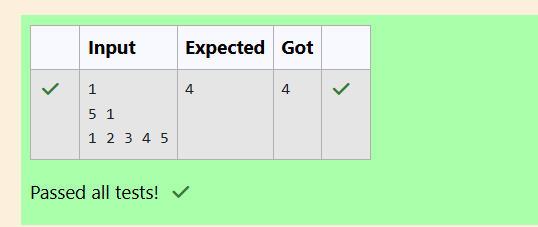 Input Expected Got
1 4 4
5 1
1 2 3 4 5
Passed all tests!